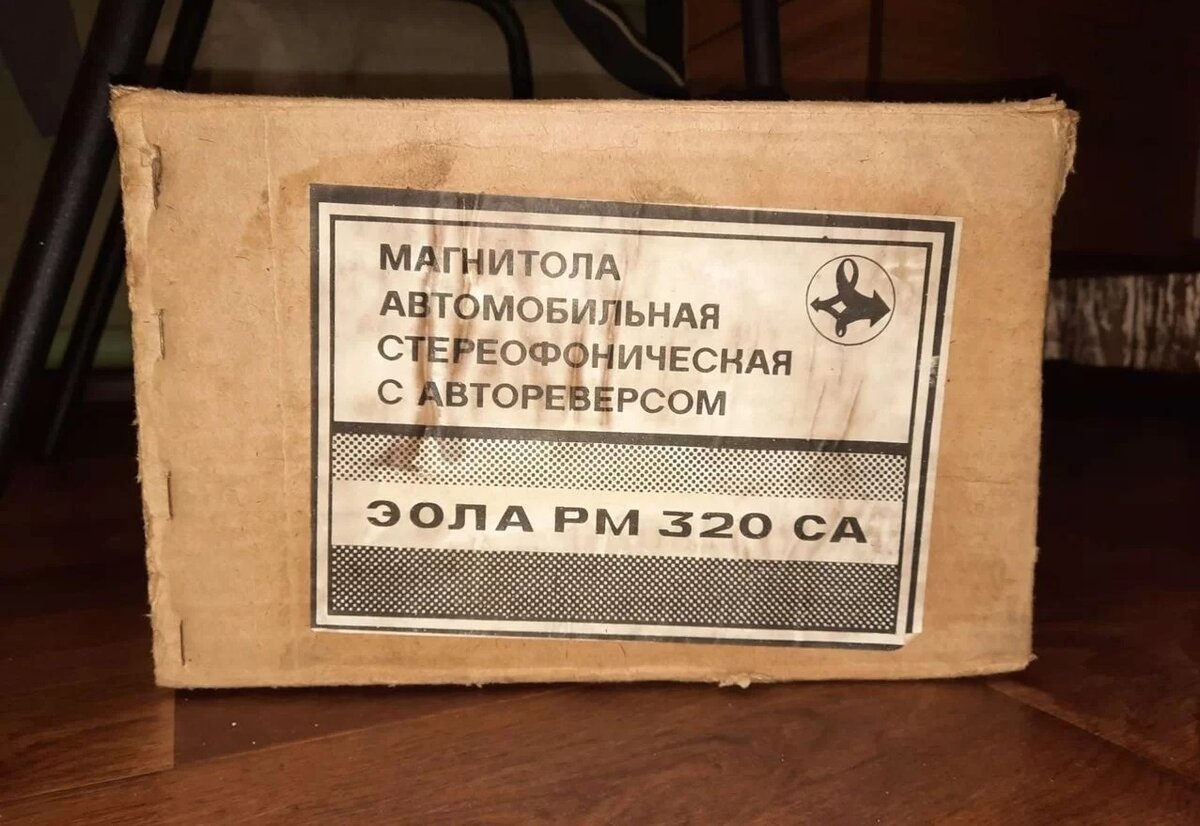 МАГНИТОЛА
АВТОМОБИЛЬНАЯ
СТЕРЕОФОНИЧЕСКАЯ
С АВТОРЕВЕРСОМ
ЭОЛА РМ 320 СА